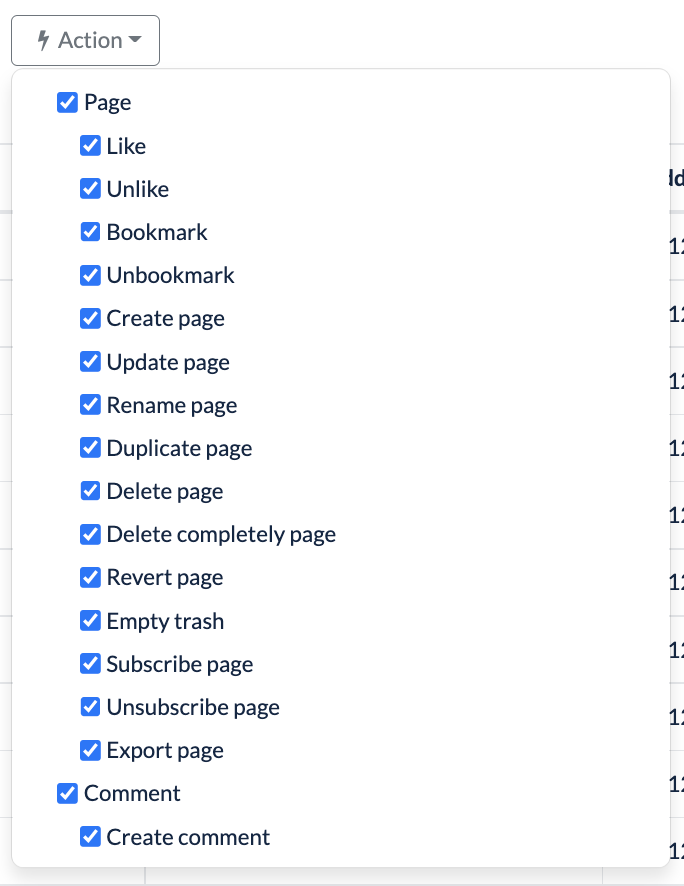 Action
Page
Like
Unlike
Bookmark
Unbookmark
Create page
Update page
Rename page
Duplicate page
Delete page
Delete completely page
Revert page
Empty trash
Subscribe page
Unsubscribe page
Export page
Comment
Create comment